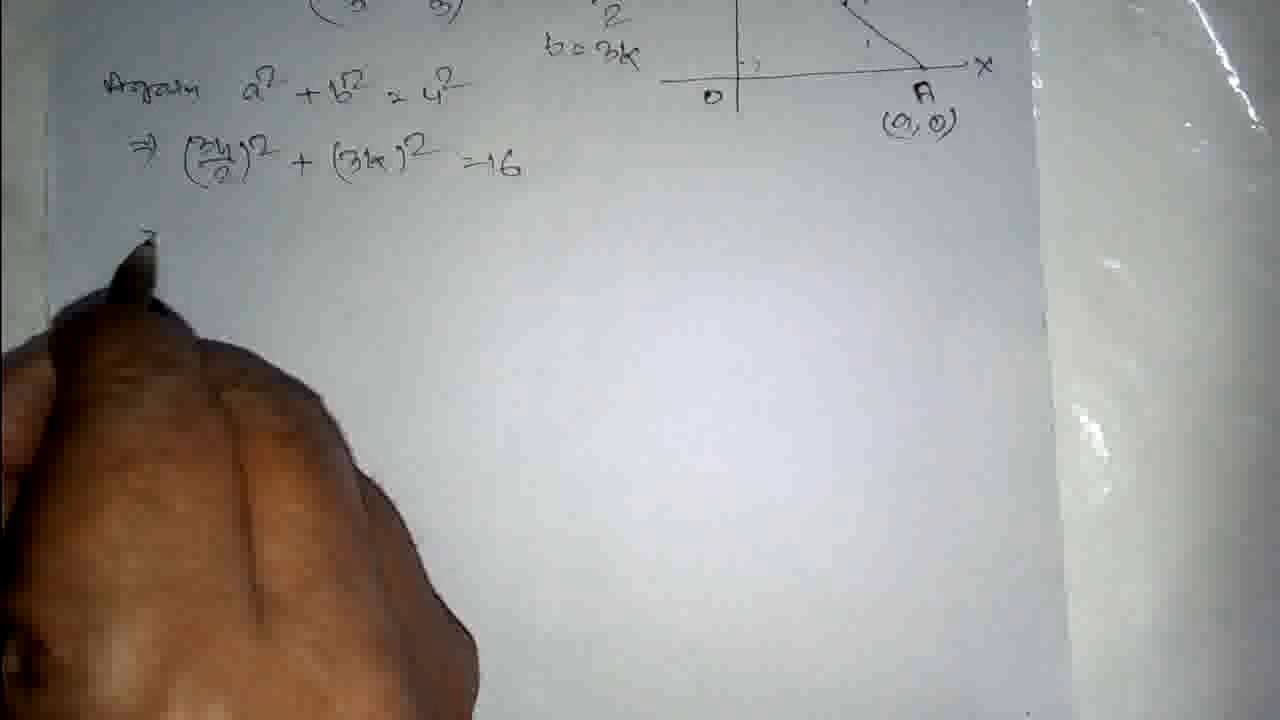 2
b = 3k
Again a² + b² = 4²
⇒ (3h/2)² + (3k)² = 16
O
A
X
(a, 0)